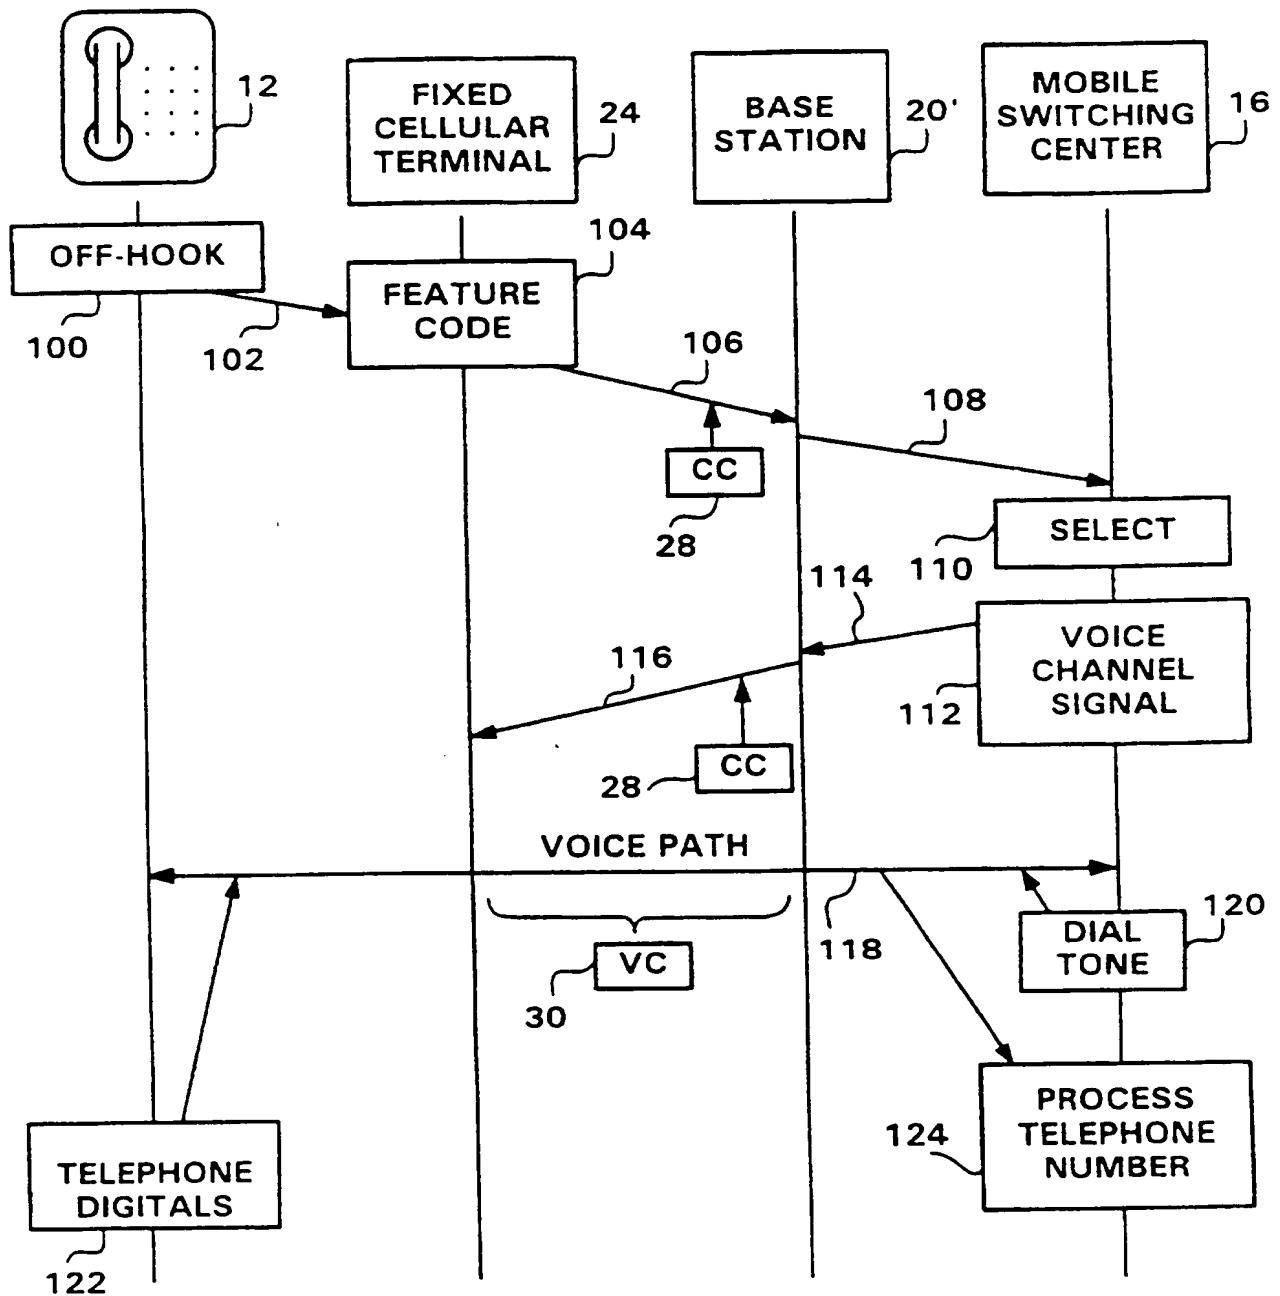 12
FIXED
CELLULAR
TERMINAL
24
BASE
STATION
20'
MOBILE
SWITCHING
CENTER
16
OFF-HOOK
100
102
FEATURE
CODE
104
106
CC
28
108
SELECT
110
VOICE
CHANNEL
SIGNAL
112
114
116
CC
28
VOICE PATH
118
VC
30
DIAL
TONE
120
TELEPHONE
DIGITALS
122
PROCESS
TELEPHONE
NUMBER
124